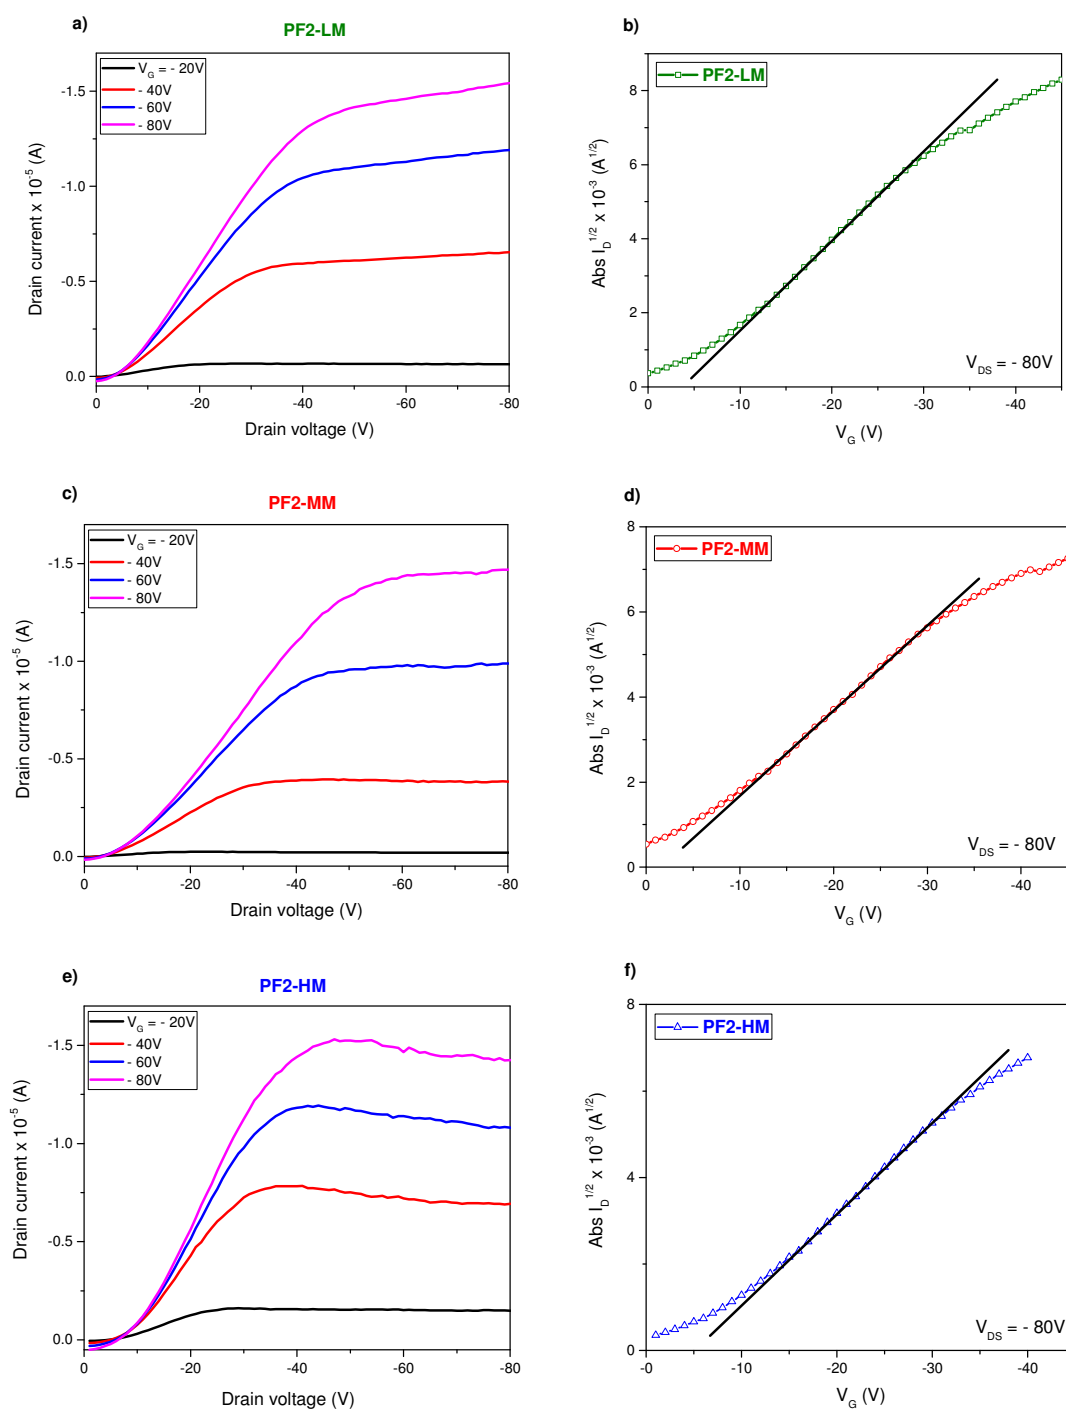 a)
PF2-LM
V_G = - 20V
- 40V
- 60V
- 80V
-1.5
-1.0
-0.5
0.0
0
-20
-40
-60
-80
Drain current x 10^-5 (A)
Drain voltage (V)
b)
PF2-LM
8
6
4
2
0
0
-10
-20
-30
-40
Abs I_D^1/2 x 10^-3 (A^1/2)
V_DS = - 80V
V_G (V)
c)
PF2-MM
V_G = - 20V
- 40V
- 60V
- 80V
-1.5
-1.0
-0.5
0.0
0
-20
-40
-60
-80
Drain current x 10^-5 (A)
Drain voltage (V)
d)
PF2-MM
8
6
4
2
0
0
-10
-20
-30
-40
Abs I_D^1/2 x 10^-3 (A^1/2)
V_DS = - 80V
V_G (V)
e)
PF2-HM
V_G = - 20V
- 40V
- 60V
- 80V
-1.5
-1.0
-0.5
0.0
0
-20
-40
-60
-80
Drain current x 10^-5 (A)
Drain voltage (V)
f)
PF2-HM
8
4
0
-0
-10
-20
-30
-40
Abs I_D^1/2 x 10^-3 (A^1/2)
V_DS = - 80V
V_G (V)